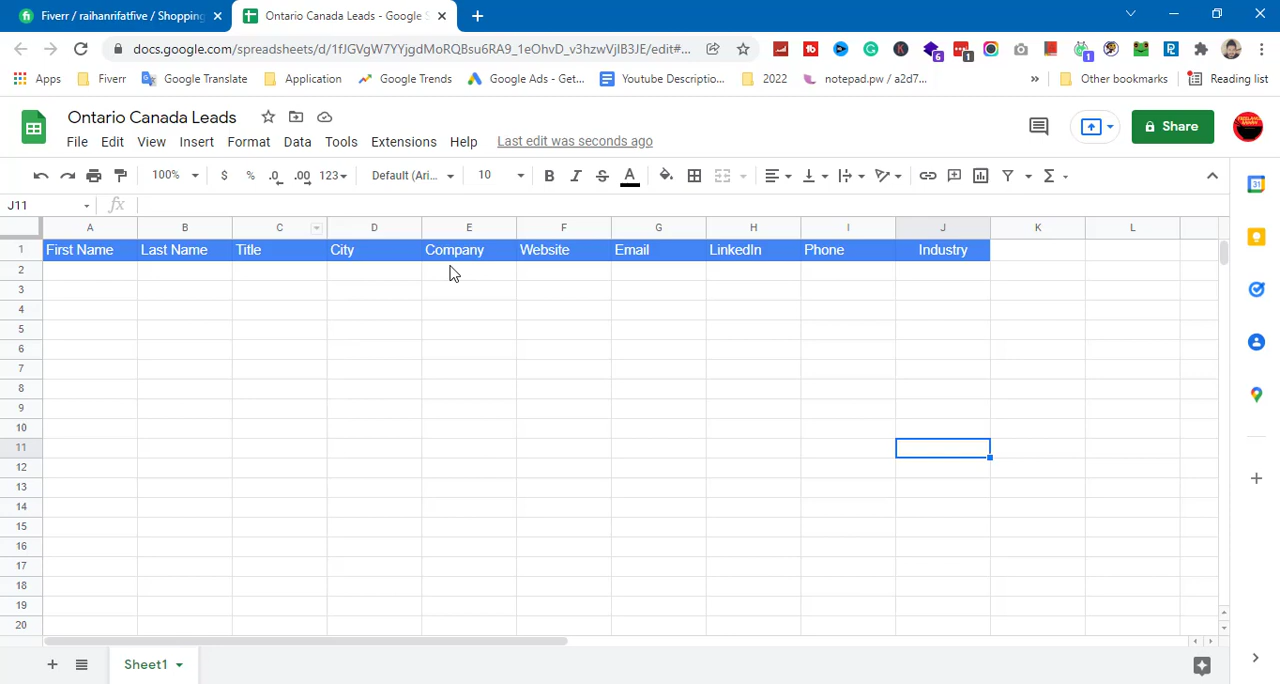 Fiverr / raihanrifatfive / Shopping
Ontario Canada Leads - Google S
docs.google.com/spreadsheets/d/1fJGVgW7YYjgdMoRQBsu6RA9_1eOhvD_v3hzwVjIB3JE/edit#...
Apps
Fiverr
Google Translate
Application
Google Trends
Google Ads - Get...
Youtube Descriptio...
2022
notepad.pw / a2d7...
»
Other bookmarks
Reading list
Ontario Canada Leads
File Edit View Insert Format Data Tools Extensions Help Last edit was seconds ago
Share
100% $ % .0 .00 123 Default (Ari... 10 B I S A
J11 fx
A B C D E F G H I J K L
1 First Name Last Name Title City Company Website Email LinkedIn Phone Industry
2
3
4
5
6
7
8
9
10
11
12
13
14
15
16
17
18
19
20
Sheet1